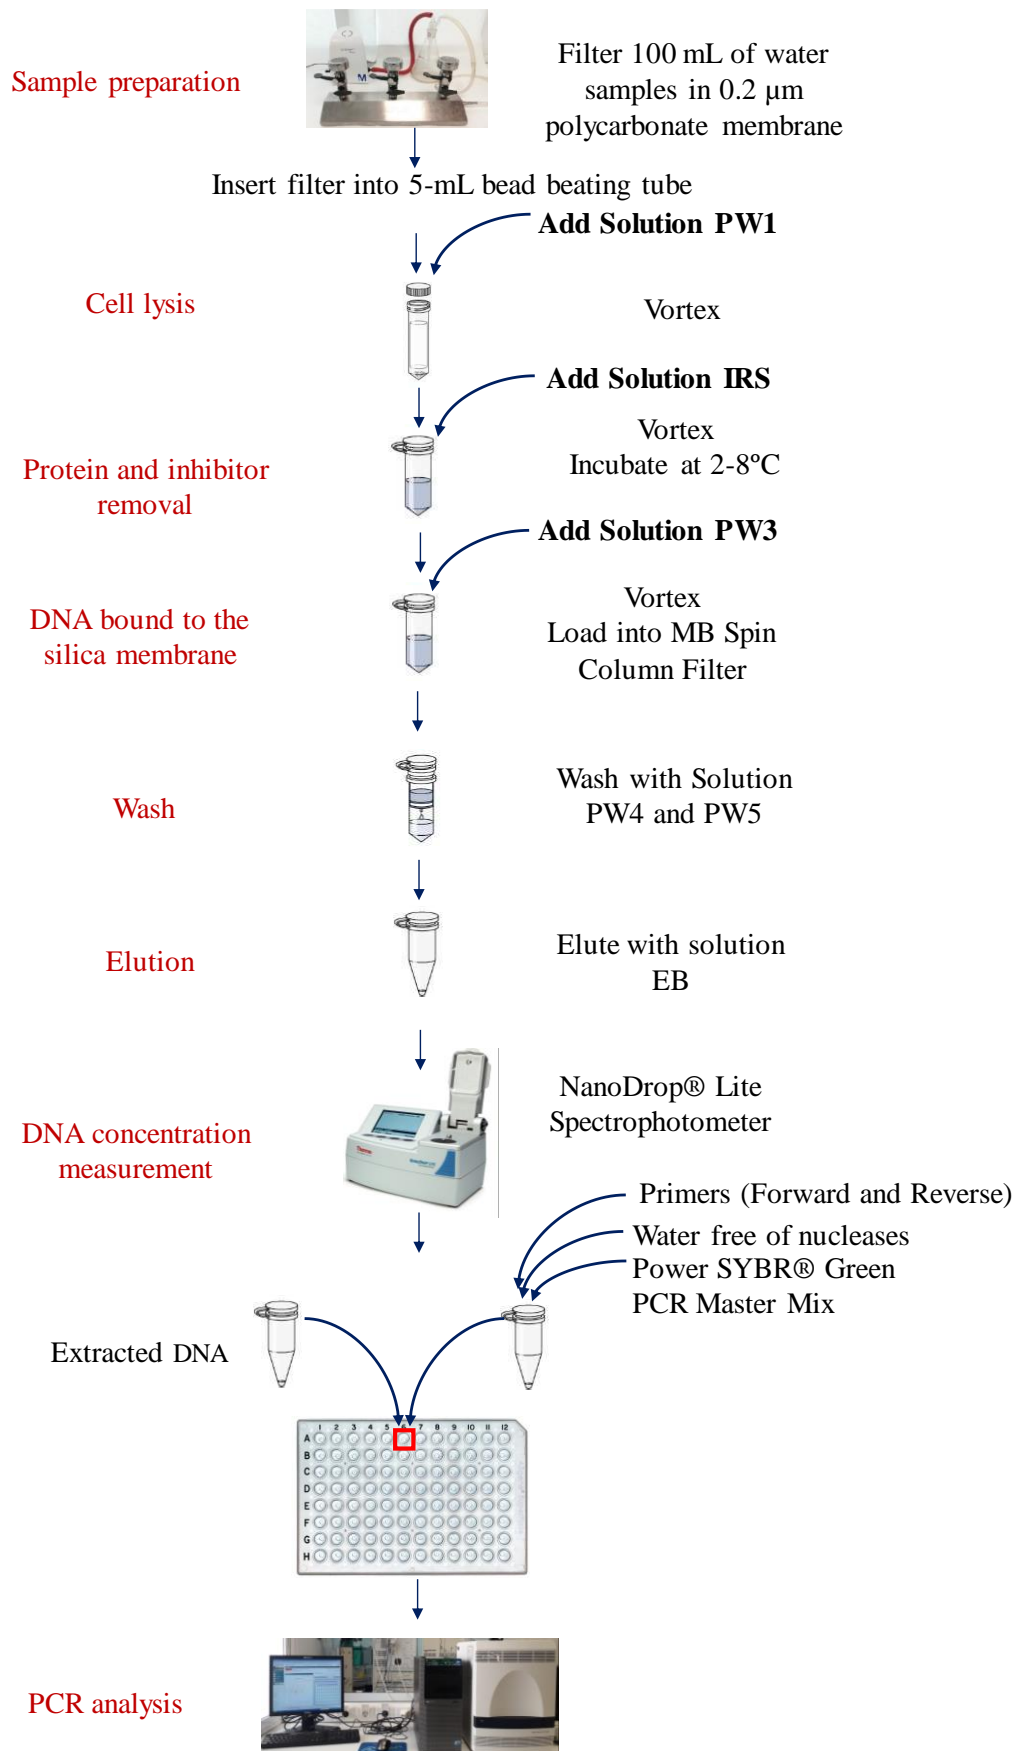 Sample preparation
Filter 100 mL of water
samples in 0.2 µm
polycarbonate membrane
Insert filter into 5-mL bead beating tube
Add Solution PW1
Cell lysis
Vortex
Add Solution IRS
Vortex
Incubate at 2-8ºC
Protein and inhibitor
removal
Add Solution PW3
DNA bound to the
silica membrane
Vortex
Load into MB Spin
Column Filter
Wash
Wash with Solution
PW4 and PW5
Elution
Elute with solution
EB
DNA concentration
measurement
NanoDrop® Lite
Spectrophotometer
Primers (Forward and Reverse)
Water free of nucleases
Power SYBR® Green
PCR Master Mix
Extracted DNA
1 2 3 4 5 6 7 8 9 10 11 12
A
B
C
D
E
F
G
H
PCR analysis